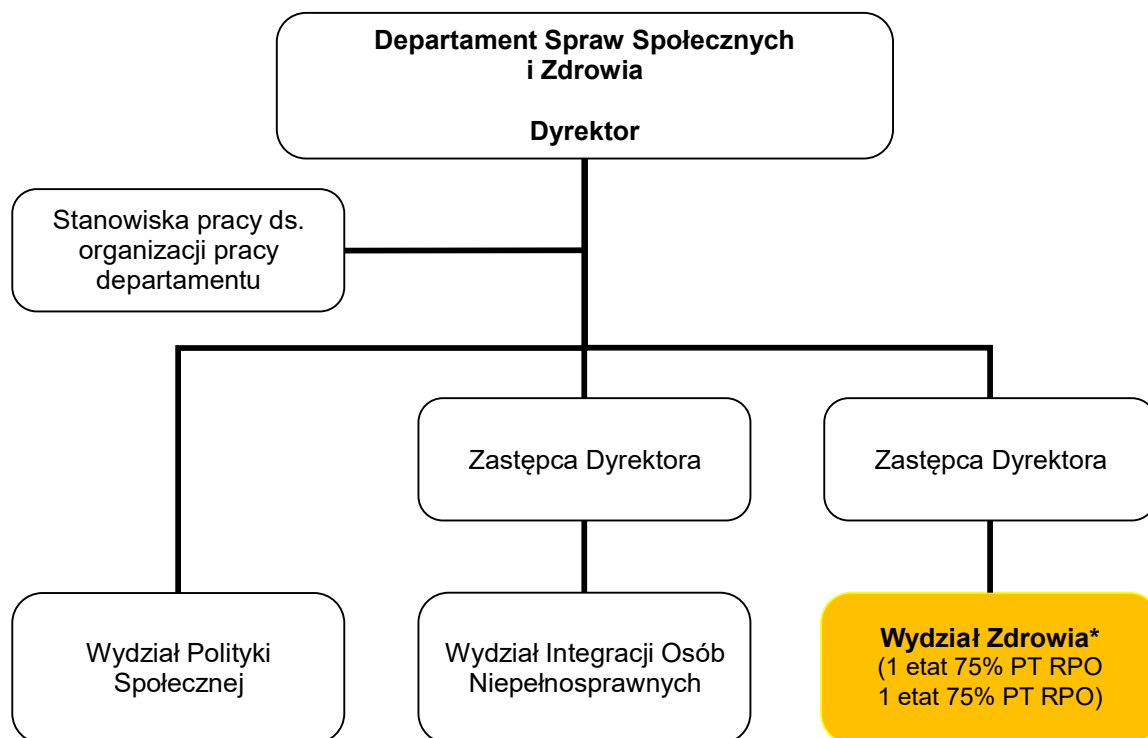 Departament Spraw Społecznych
i Zdrowia
Dyrektor
Stanowiska pracy ds.
organizacji pracy
departamentu
Zastępca Dyrektora
Zastępca Dyrektora
Wydział Polityki
Społecznej
Wydział Integracji Osób
Niepełnosprawnych
Wydział Zdrowia*
(1 etat 75% PT RPO
1 etat 75% PT RPO)